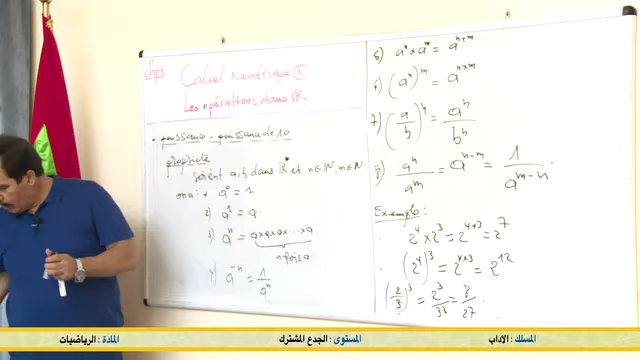 Chp1
Calcul Numérique ①
Les opérations dans IR
- puissance - puissance de 10
propriété
soient a,b dans IR* et n∈IN, m∈IN
on a : 1) a⁰ = 1
2) a¹ = a
3) aⁿ = a×a×a×...×a
n fois a
4) a⁻ⁿ = 1/aⁿ
5) aⁿ × aᵐ = aⁿ⁺ᵐ
6) (aⁿ)ᵐ = aⁿˣᵐ
7) (a/b)ⁿ = aⁿ/bⁿ
8) aⁿ/aᵐ = aⁿ⁻ᵐ = 1/aᵐ⁻ⁿ
Exemple :
. 2⁴ × 2³ = 2⁴⁺³ = 2⁷
. (2⁴)³ = 2⁴ˣ³ = 2¹²
. (2/3)³ = 2³/3³ = 8/27
المسلك : الآداب
المستوى : الجدع المشترك
المادة : الرياضيات